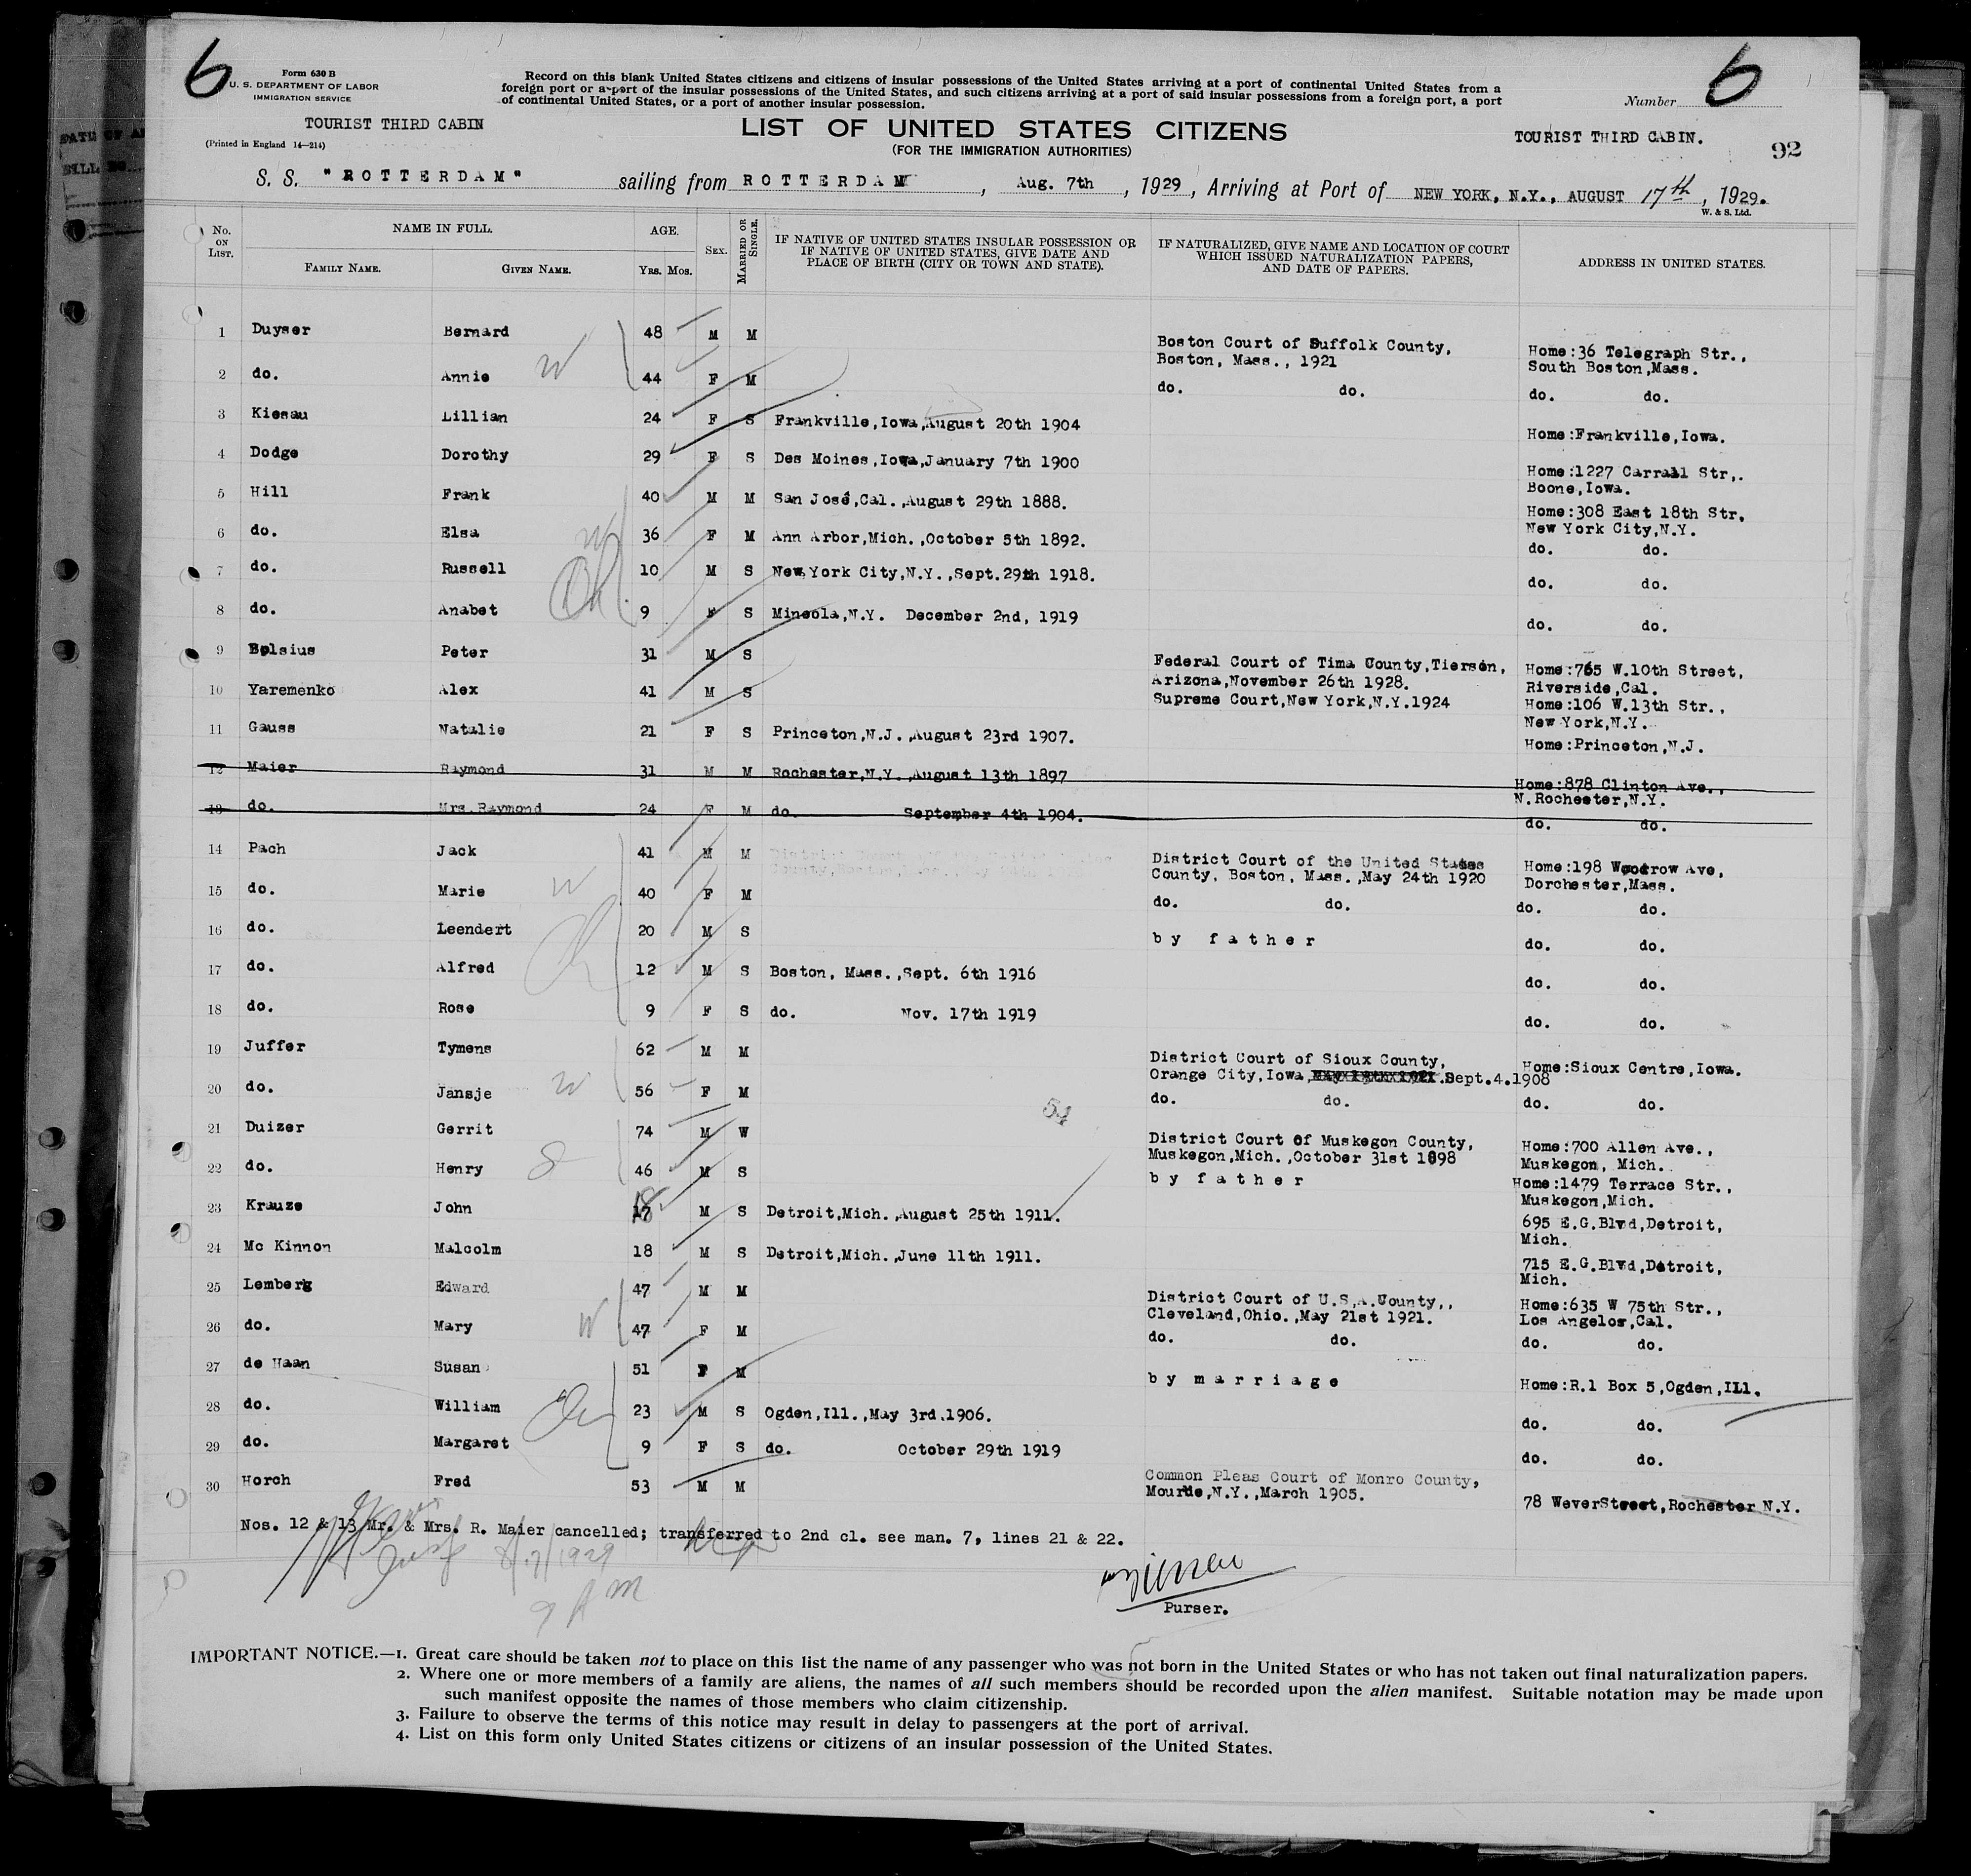 6
Form 630 B
U. S. DEPARTMENT OF LABOR
IMMIGRATION SERVICE
Record on this blank United States citizens and citizens of insular possessions of the United States arriving at a port of continental United States from a
foreign port or a port of the insular possessions of the United States, and such citizens arriving at a port of said insular possessions from a foreign port, a port
of continental United States, or a port of another insular possession.
Number 6
TOURIST THIRD CABIN
(Printed in England 14—214)
LIST OF UNITED STATES CITIZENS
(FOR THE IMMIGRATION AUTHORITIES)
TOURIST THIRD CABIN.
92
S. S. "ROTTERDAM" sailing from ROTTERDAM, Aug. 7th, 1929, Arriving at Port of NEW YORK, N.Y., AUGUST 17th, 1929.
W. & S. Ltd.
No. ON LIST. NAME IN FULL. FAMILY NAME. GIVEN NAME. AGE. YRS. MOS. SEX. MARRIED OR SINGLE. IF NATIVE OF UNITED STATES INSULAR POSSESSION OR IF NATIVE OF UNITED STATES, GIVE DATE AND PLACE OF BIRTH (CITY OR TOWN AND STATE). IF NATURALIZED, GIVE NAME AND LOCATION OF COURT WHICH ISSUED NATURALIZATION PAPERS, AND DATE OF PAPERS. ADDRESS IN UNITED STATES.
1 Duyser Bernard 48 M M Boston Court of Suffolk County, Boston, Mass., 1921 Home:36 Telegraph Str., South Boston,Mass.
2 do. Annie 44 F M do. do. do. do.
3 Kiesau Lillian 24 F S Frankville,Iowa,August 20th 1904 Home:Frankville,Iowa.
4 Dodge Dorothy 29 F S Des Moines,Iowa,January 7th 1900 Home:1227 Carrall Str,. Boone,Iowa.
5 Hill Frank 40 M M San José,Cal.,August 29th 1888. Home:308 East 18th Str, New York City,N.Y.
6 do. Elsa 36 F M Ann Arbor,Mich.,October 5th 1892. do. do.
7 do. Russell 10 M S New York City,N.Y.,Sept.29th 1918. do. do.
8 do. Anabet 9 F S Mineola,N.Y. December 2nd, 1919 do. do.
9 Belsius Peter 31 M S Federal Court of Tima County,Tiersén, Arizona,November 26th 1928. Home:765 W.10th Street, Riverside,Cal.
10 Yaremenko Alex 41 M S Supreme Court,New York,N.Y.1924 Home:106 W.13th Str., New York,N.Y.
11 Gauss Natalie 21 F S Princeton,N.J.,August 23rd 1907. Home:Princeton,N.J.
12 Maier Raymond 31 M M Rochester,N.Y.,August 13th 1897 Home:878 Clinton Ave., N.Rochester,N.Y.
13 do. Mrs.Raymond 24 F M do. September 4th 1904. do. do.
14 Pach Jack 41 M M District Court of the United States County, Boston, Mass.,May 24th 1920 Home:198 Woodrow Ave, Dorchester,Mass.
15 do. Marie 40 F M do. do. do. do.
16 do. Leendert 20 M S by father do. do.
17 do. Alfred 12 M S Boston, Mass.,Sept. 6th 1916 do. do.
18 do. Rose 9 F S do. Nov. 17th 1919 do. do.
19 Juffer Tymens 62 M M District Court of Sioux County, Orange City,Iowa, Sept.4.1908 Home:Sioux Centre,Iowa.
20 do. Jansje 56 F M do. do. do. do.
54
21 Duizer Gerrit 74 M W District Court of Muskegon County, Muskegon,Mich.,October 31st 1898 Home:700 Allen Ave., Muskegon, Mich.
22 do. Henry 46 M S by father Home:1479 Terrace Str., Muskegon,Mich.
23 Krauze John 18 M S Detroit,Mich.,August 25th 1911. 695 E.G.Blvd,Detroit, Mich.
24 Mc Kinnon Malcolm 18 M S Detroit,Mich.,June 11th 1911. 715 E.G.Blvd,Detroit, Mich.
25 Lemberg Edward 47 M M District Court of U.S.A.County,, Cleveland,Ohio.,May 21st 1921. Home:635 W 75th Str., Los Angelos,Cal.
26 do. Mary 47 F M do. do. do. do.
27 de Haan Susan 51 F M by marriage Home:R.1 Box 5,Ogden,Ill.
28 do. William 23 M S Ogden,Ill.,May 3rd.1906. do. do.
29 do. Margaret 9 F S do. October 29th 1919 do. do.
30 Horch Fred 53 M M Common Pleas Court of Monro County, N.Y.,March 1905. 78 WeverStreet,Rochester N.Y.
Nos. 12 & 13 Mr. & Mrs. R. Maier cancelled; transferred to 2nd cl. see man. 7, lines 21 & 22.
8/17/1929
9 AM
Purser.
IMPORTANT NOTICE.—1. Great care should be taken not to place on this list the name of any passenger who was not born in the United States or who has not taken out final naturalization papers.
2. Where one or more members of a family are aliens, the names of all such members should be recorded upon the alien manifest. Suitable notation may be made upon
such manifest opposite the names of those members who claim citizenship.
3. Failure to observe the terms of this notice may result in delay to passengers at the port of arrival.
4. List on this form only United States citizens or citizens of an insular possession of the United States.